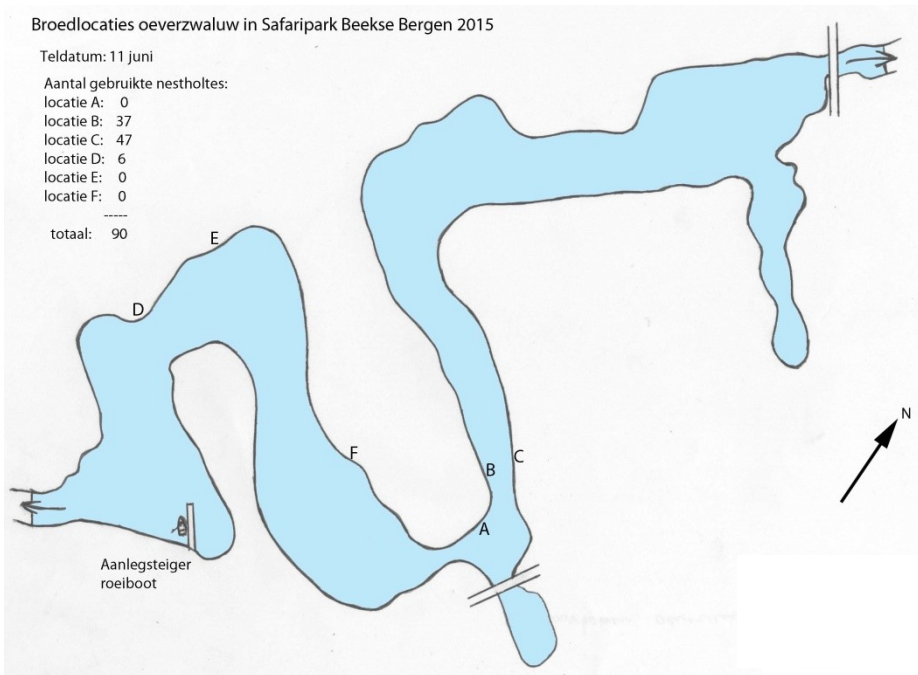 Broedlocaties oeverzwaluw in Safaripark Beekse Bergen 2015
Teldatum: 11 juni
Aantal gebruikte nestholtes:
locatie A: 0
locatie B: 37
locatie C: 47
locatie D: 6
locatie E: 0
locatie F: 0
-----
totaal: 90
E
D
N
F
B
C
A
Aanlegsteiger
roeiboot